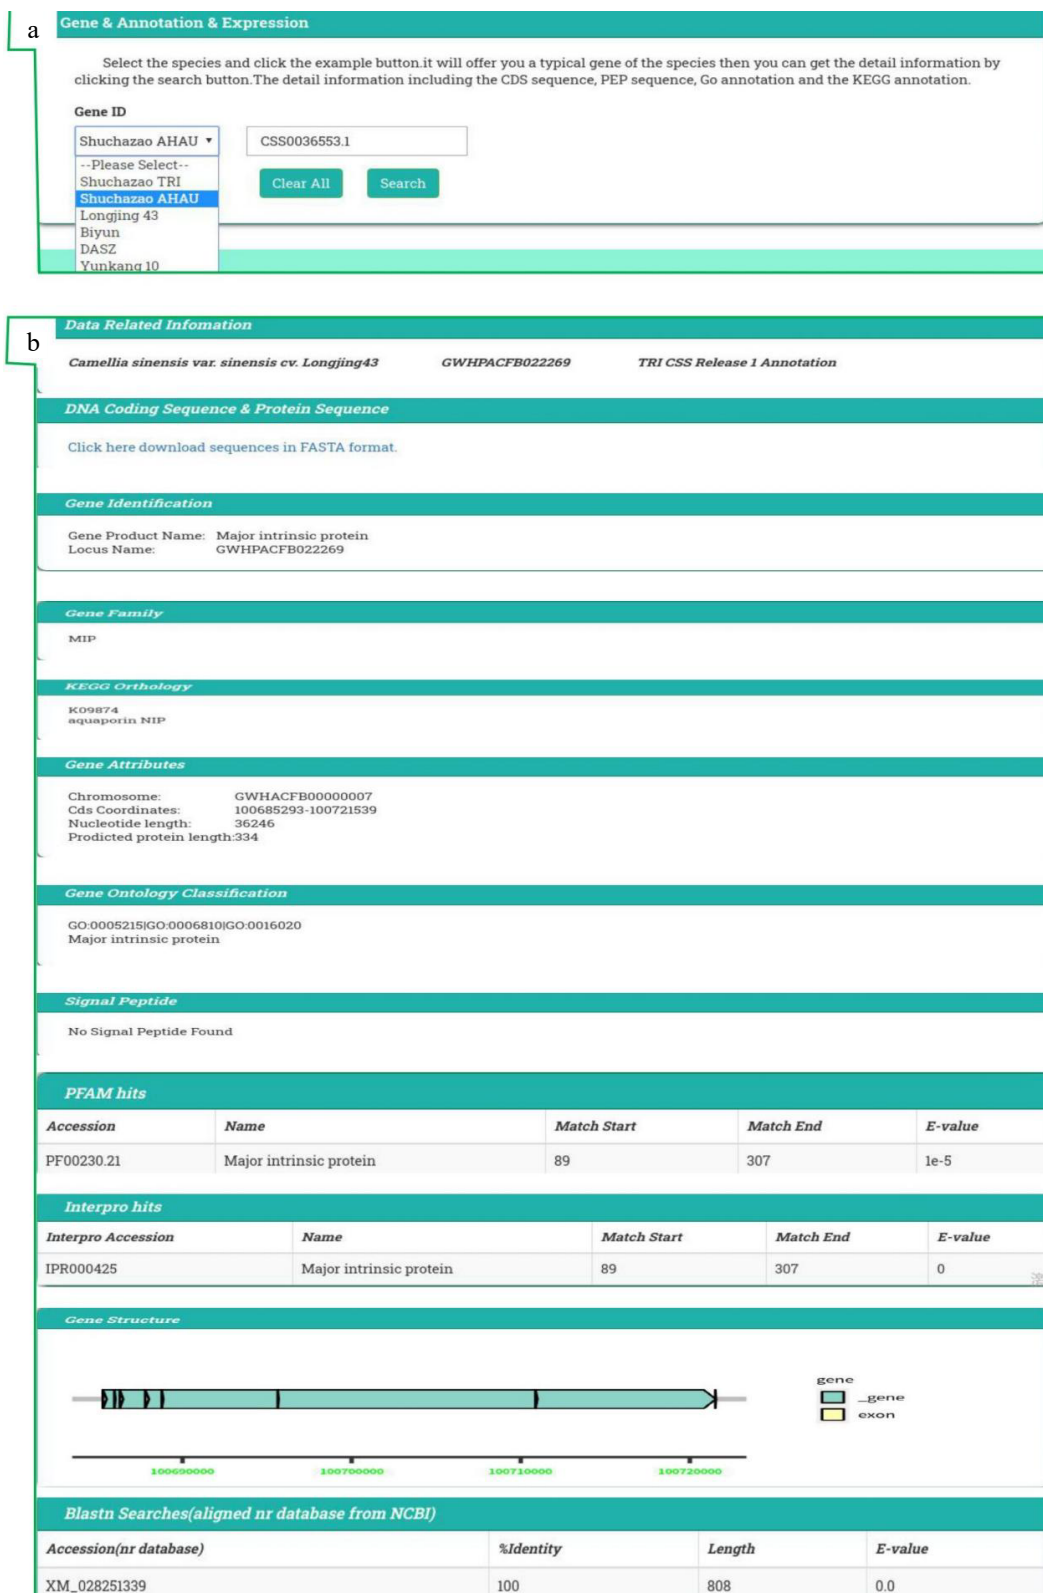 a
Gene & Annotation & Expression
Select the species and click the example button.it will offer you a typical gene of the species then you can get the detail information by
clicking the search button.The detail information including the CDS sequence, PEP sequence, Go annotation and the KEGG annotation.
Gene ID
Shuchazao AHAU ▼ CSS0036553.1
--Please Select--
Shuchazao TRI
Shuchazao AHAU
Longjing 43
Biyun
DASZ
Yunkang 10
Clear All Search
b
Data Related Infomation
Camellia sinensis var. sinensis cv. Longjing43 GWHPACFB022269 TRI CSS Release 1 Annotation
DNA Coding Sequence & Protein Sequence
Click here download sequences in FASTA format.
Gene Identification
Gene Product Name: Major intrinsic protein
Locus Name: GWHPACFB022269
Gene Family
MIP
KEGG Orthology
K09874
aquaporin NIP
Gene Attributes
Chromosome: GWHACFB00000007
Cds Coordinates: 100685293-100721539
Nucleotide length: 36246
Prodicted protein length:334
Gene Ontology Classification
GO:0005215|GO:0006810|GO:0016020
Major intrinsic protein
Signal Peptide
No Signal Peptide Found
PFAM hits
Accession Name Match Start Match End E-value
PF00230.21 Major intrinsic protein 89 307 1e-5
Interpro hits
Interpro Accession Name Match Start Match End E-value
IPR000425 Major intrinsic protein 89 307 0
Gene Structure
gene
_gene
exon
100690000 100700000 100710000 100720000
Blastn Searches(aligned nr database from NCBI)
Accession(nr database) %Identity Length E-value
XM_028251339 100 808 0.0